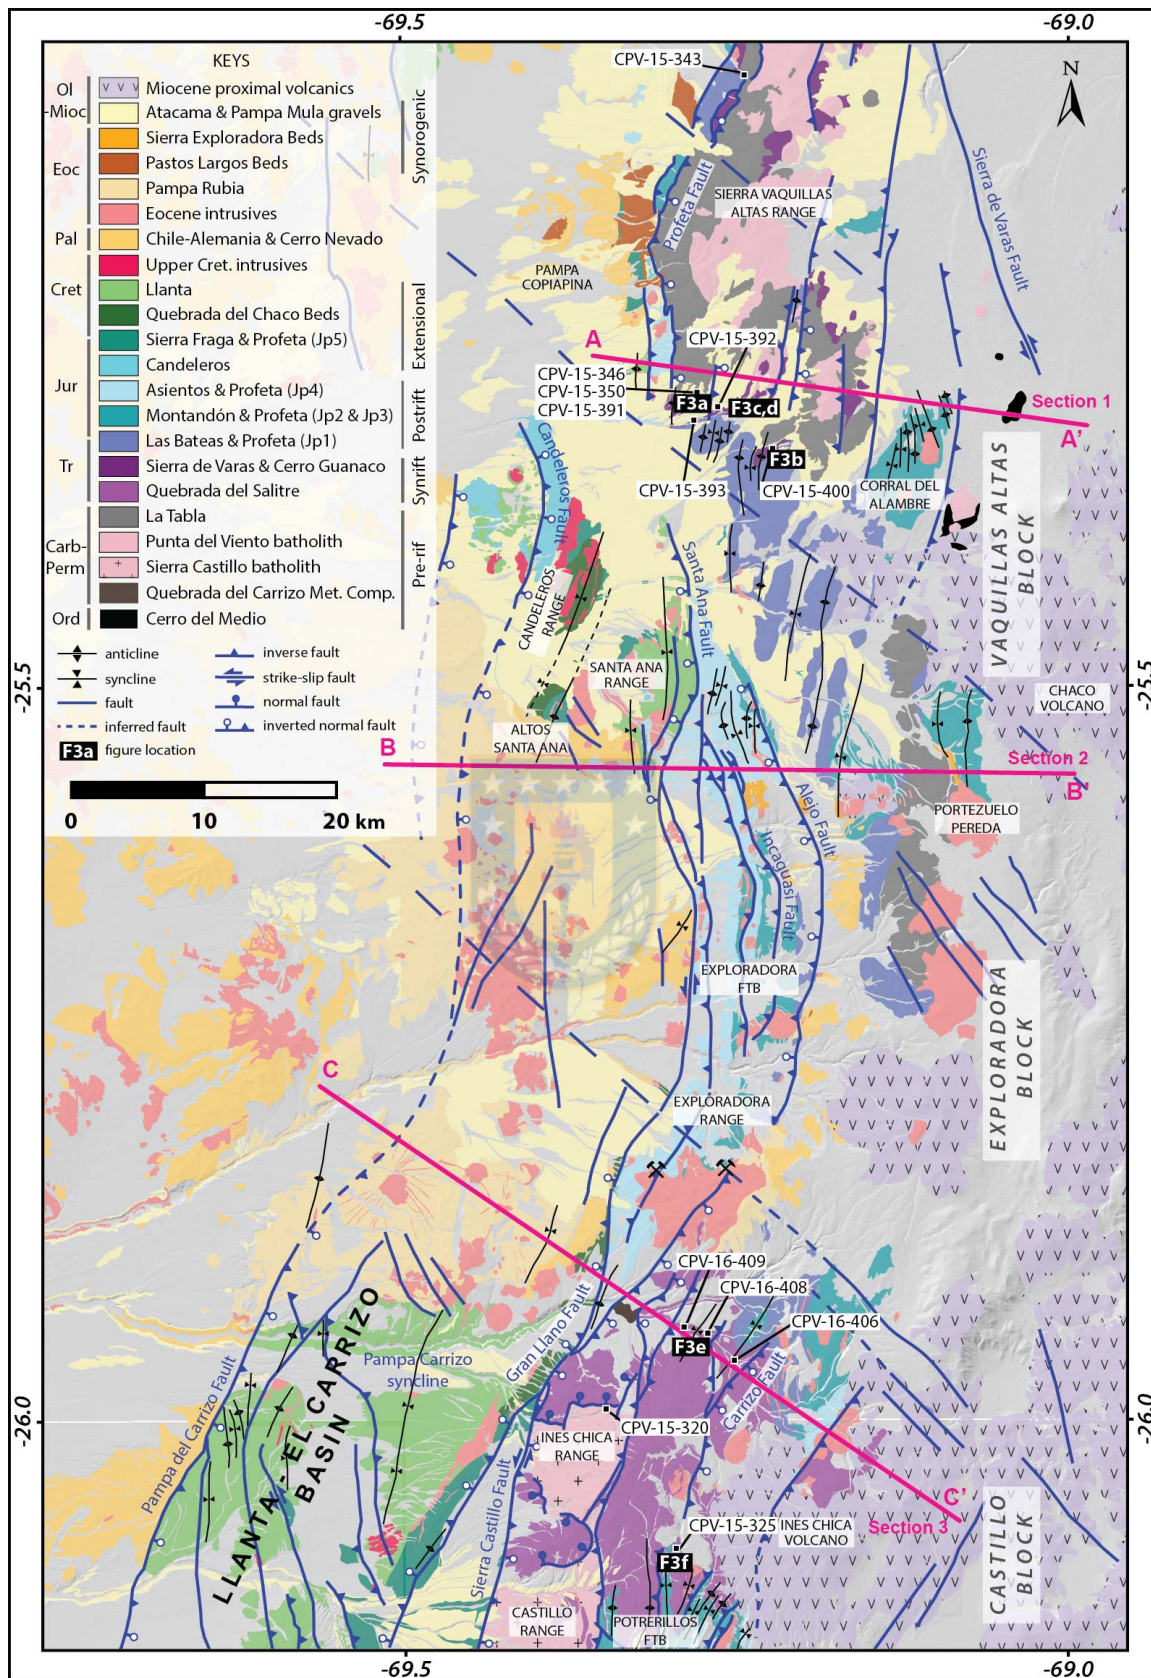 -69.5
-69.0
KEYS
Ol
-Mioc
Miocene proximal volcanics
Atacama & Pampa Mula gravels
Sierra Exploradora Beds
Eoc
Pastos Largos Beds
Pampa Rubia
Eocene intrusives
Pal
Chile-Alemania & Cerro Nevado
Upper Cret. intrusives
Cret
Llanta
Quebrada del Chaco Beds
Sierra Fraga & Profeta (Jp5)
Candeleros
Jur
Asientos & Profeta (Jp4)
Montandón & Profeta (Jp2 & Jp3)
Las Bateas & Profeta (Jp1)
Tr
Sierra de Varas & Cerro Guanaco
Quebrada del Salitre
La Tabla
Carb-
Perm
Punta del Viento batholith
Sierra Castillo batholith
Quebrada del Carrizo Met. Comp.
Ord
Cerro del Medio
Synorogenic
Extensional
Postrift
Synrift
Pre-rif
anticline
syncline
fault
inferred fault
F3a figure location
inverse fault
strike-slip fault
normal fault
inverted normal fault
0 10 20 km
N
CPV-15-343
Sierra de Varas Fault
Profeta Fault
SIERRA VAQUILLAS
ALTAS RANGE
PAMPA
COPIAPINA
A
CPV-15-392
CPV-15-346
CPV-15-350
CPV-15-391
F3a
F3c,d
Section 1
A'
F3b
CPV-15-393
CPV-15-400
CORRAL DEL
ALAMBRE
Candeleros Fault
VAQUILLAS ALTAS
BLOCK
Santa Ana Fault
CANDELEROS
RANGE
SANTA ANA
RANGE
-25.5
-25.5
CHACO
VOLCANO
ALTOS
SANTA ANA
B
Section 2
B'
Alejo Fault
PORTEZUELO
PEREDA
Incaguasi Fault
EXPLORADORA
FTB
EXPLORADORA
BLOCK
C
EXPLORADORA
RANGE
CPV-16-409
CPV-16-408
CPV-16-406
F3e
Gran Llano Fault
Carrizo Fault
Pampa Carrizo
syncline
LLANTA - EL CARRIZO
BASIN
Pampa del Carrizo Fault
-26.0
-26.0
CPV-15-320
INES CHICA
RANGE
Sierra Castillo Fault
C'
Section 3
CPV-15-325
INES CHICA
VOLCANO
F3f
CASTILLO
BLOCK
CASTILLO
RANGE
POTRERILLOS
FTB
-69.5
-69.0